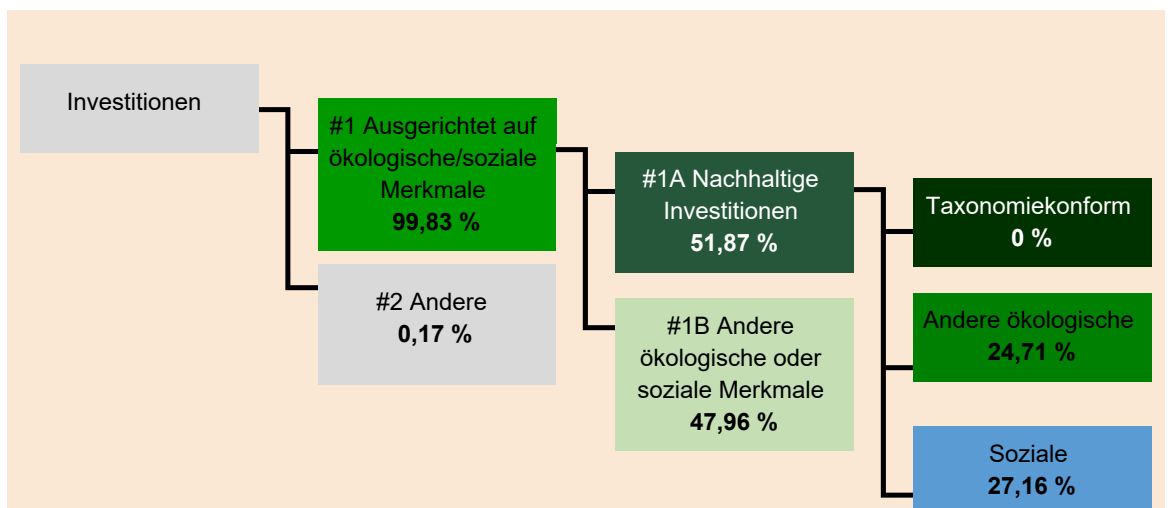 Investitionen
#1 Ausgerichtet auf
ökologische/soziale
Merkmale
99,83 %
#2 Andere
0,17 %
#1A Nachhaltige
Investitionen
51,87 %
#1B Andere
ökologische oder
soziale Merkmale
47,96 %
Taxonomiekonform
0 %
Andere ökologische
24,71 %
Soziale
27,16 %